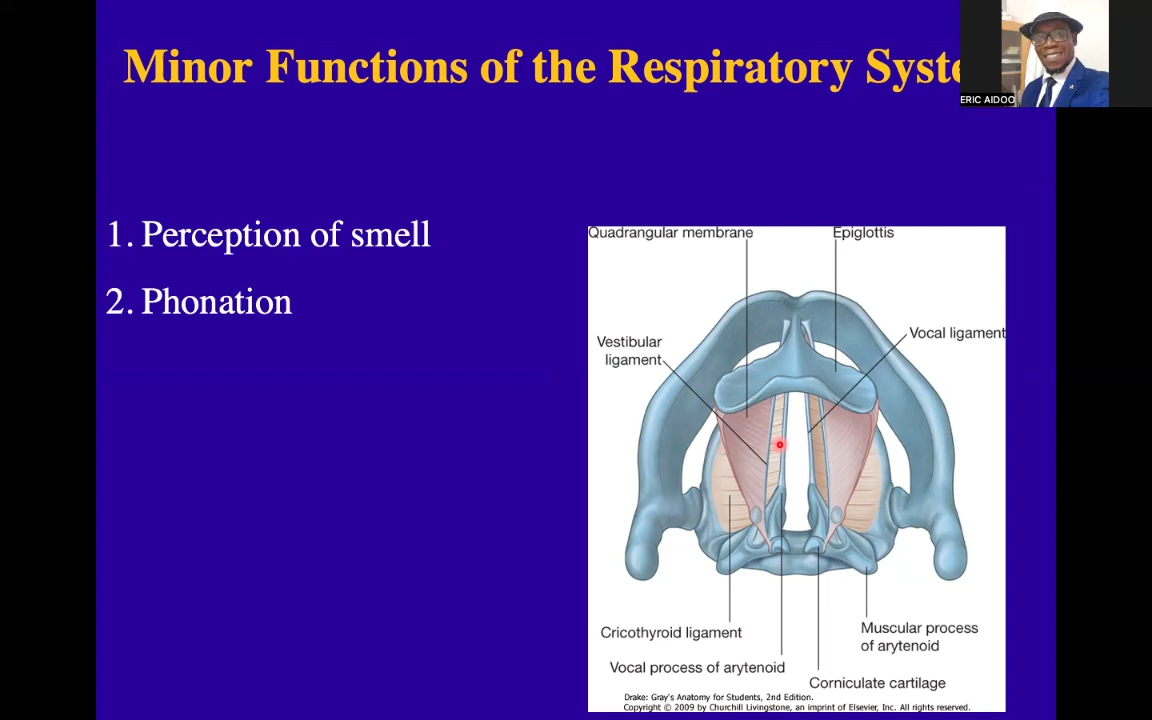 Minor Functions of the Respiratory Syste
ERIC AIDOO
1. Perception of smell
2. Phonation
Quadrangular membrane
Epiglottis
Vocal ligament
Vestibular
ligament
Cricothyroid ligament
Muscular process
of arytenoid
Vocal process of arytenoid
Corniculate cartilage
Drake: Gray's Anatomy for Students, 2nd Edition.
Copyright © 2009 by Churchill Livingstone, an imprint of Elsevier, Inc. All rights reserved.